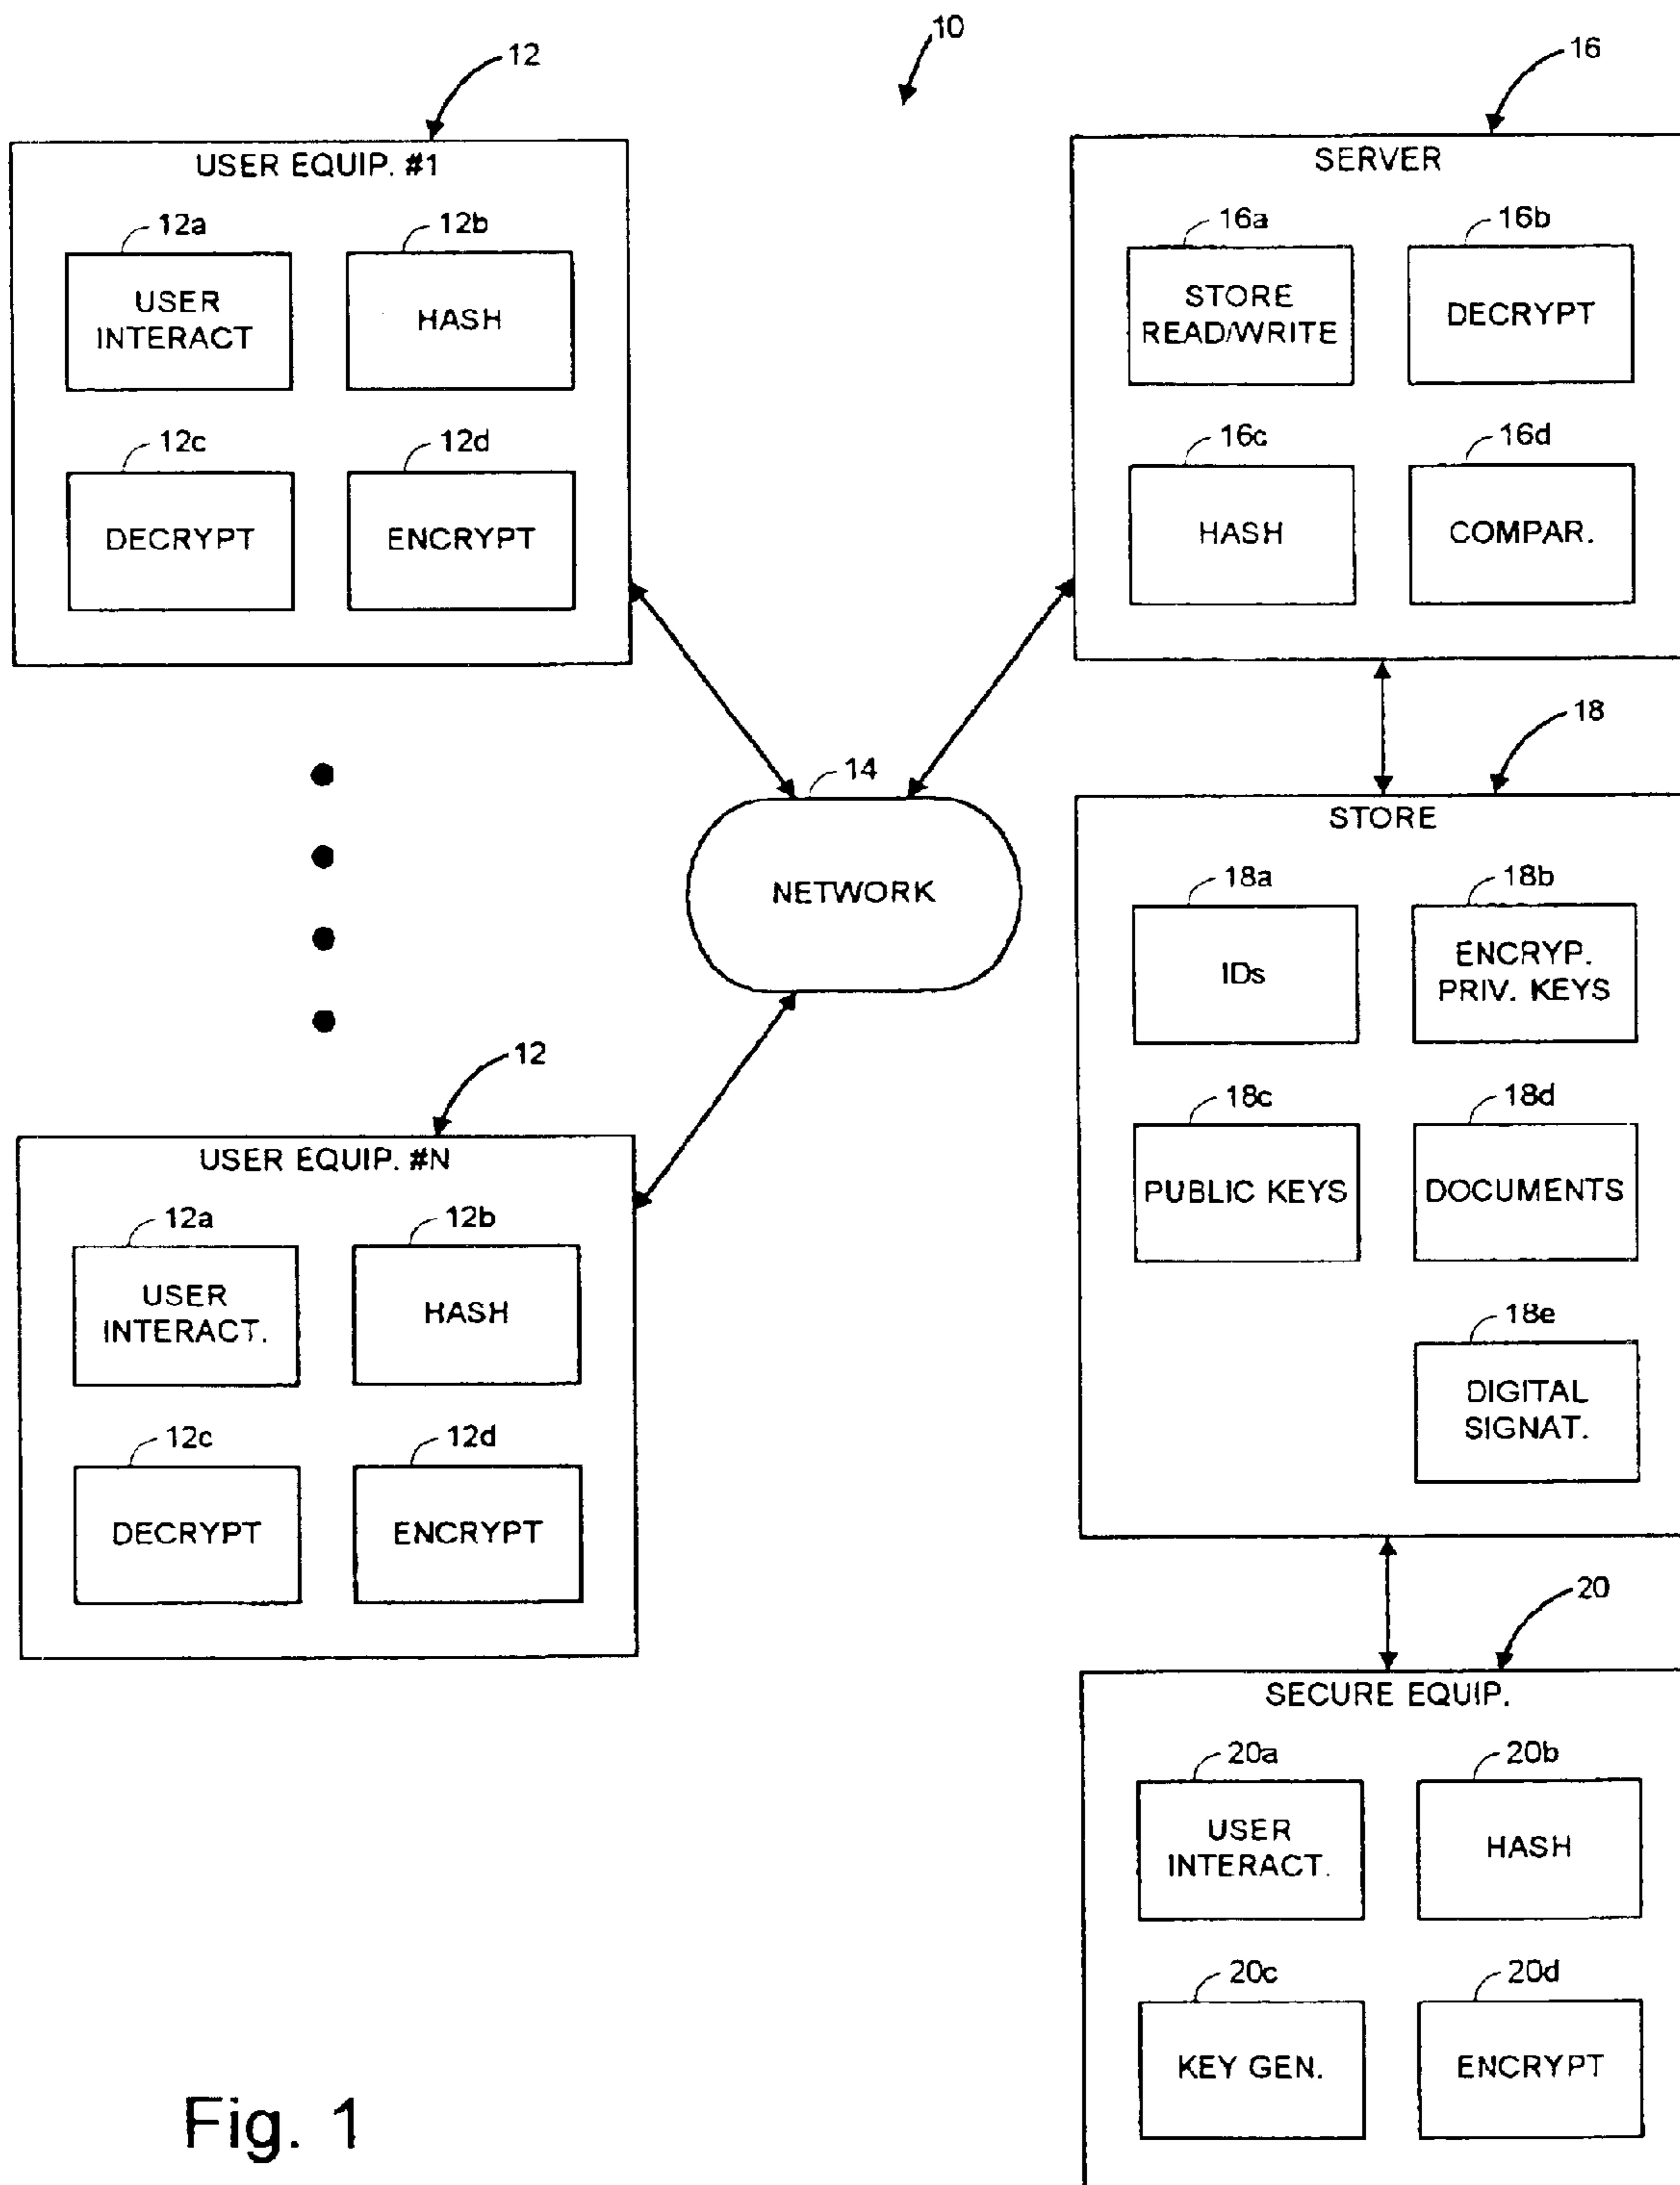 10
12
USER EQUIP. #1
12a
USER
INTERACT
12b
HASH
12c
DECRYPT
12d
ENCRYPT
16
SERVER
16a
STORE
READ/WRITE
16b
DECRYPT
16c
HASH
16d
COMPAR.
14
NETWORK
18
STORE
18a
IDs
18b
ENCRYP.
PRIV. KEYS
18c
PUBLIC KEYS
18d
DOCUMENTS
18e
DIGITAL
SIGNAT.
12
USER EQUIP. #N
12a
USER
INTERACT.
12b
HASH
12c
DECRYPT
12d
ENCRYPT
20
SECURE EQUIP.
20a
USER
INTERACT.
20b
HASH
20c
KEY GEN.
20d
ENCRYPT
Fig. 1